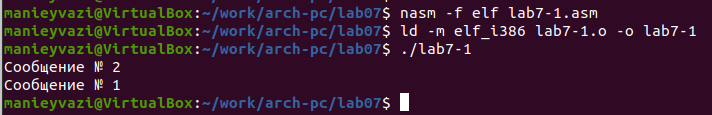 manieyvazi@VirtualBox:~/work/arch-pc/lab07$ nasm -f elf lab7-1.asm
manieyvazi@VirtualBox:~/work/arch-pc/lab07$ ld -m elf_i386 lab7-1.o -o lab7-1
manieyvazi@VirtualBox:~/work/arch-pc/lab07$ ./lab7-1
Сообщение № 2
Сообщение № 1
manieyvazi@VirtualBox:~/work/arch-pc/lab07$